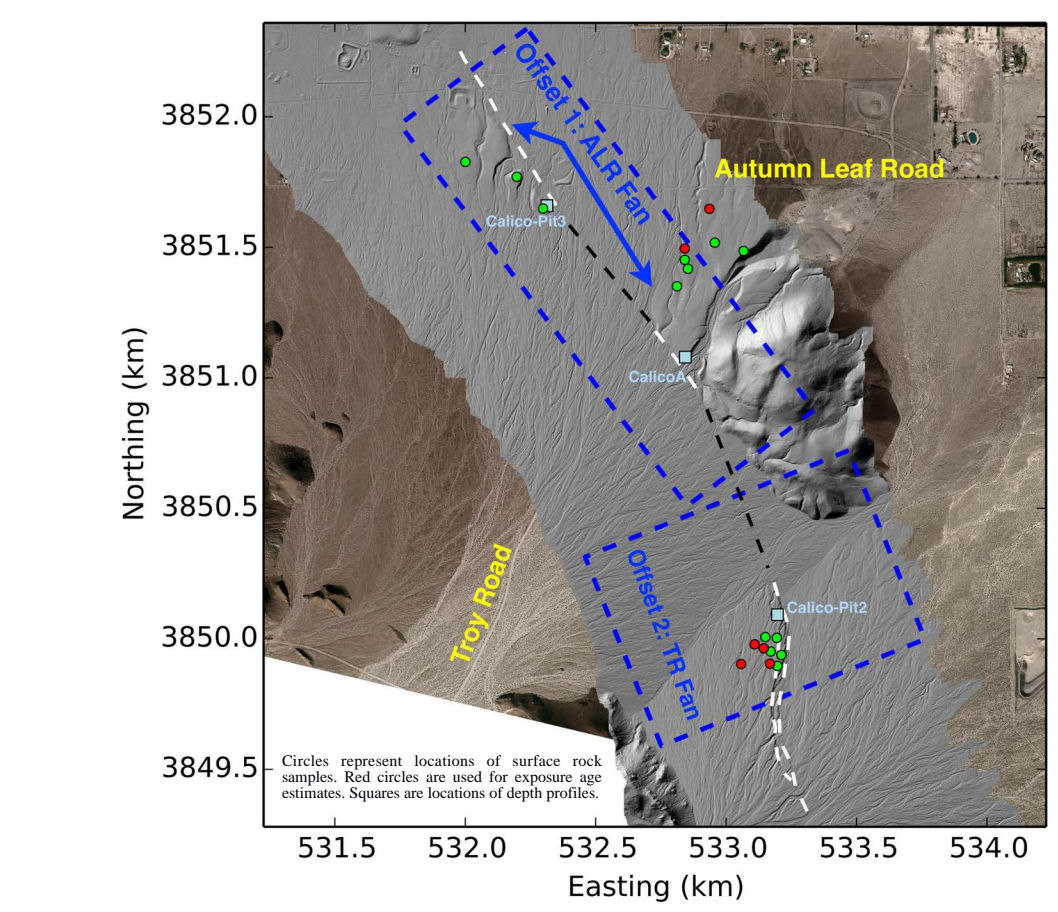 3852.0
3851.5
3851.0
3850.5
3850.0
3849.5
Northing (km)
531.5
532.0
532.5
533.0
533.5
534.0
Easting (km)
Offset 1: ALR Fan
Autumn Leaf Road
Calico-Pit3
CalicoA
Calico-Pit2
Offset 2: TR Fan
Troy Road
Circles represent locations of surface rock
samples. Red circles are used for exposure age
estimates. Squares are locations of depth profiles.